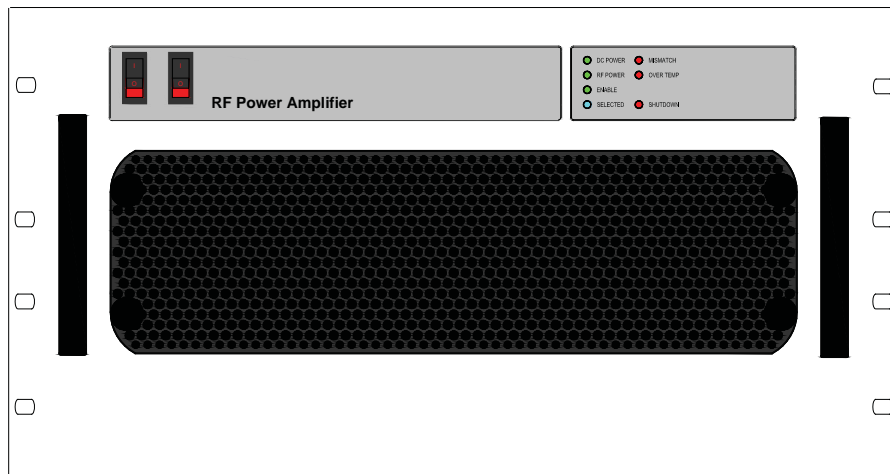 I I
O O
RF Power Amplifier
DC POWER MISMATCH
RF POWER OVER TEMP
ENABLE
SELECTED SHUTDOWN